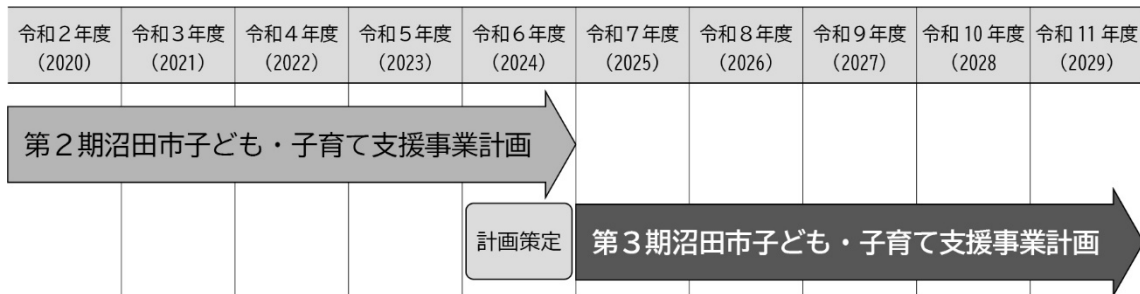 令和２年度 令和３年度 令和４年度 令和５年度 令和６年度 令和７年度 令和８年度 令和９年度 令和 10 年度 令和 11 年度
（2020） （2021） （2022） （2023） （2024） （2025） （2026） （2027） （2028 （2029）
第２期沼田市子ども・子育て支援事業計画
計画策定 第３期沼田市子ども・子育て支援事業計画